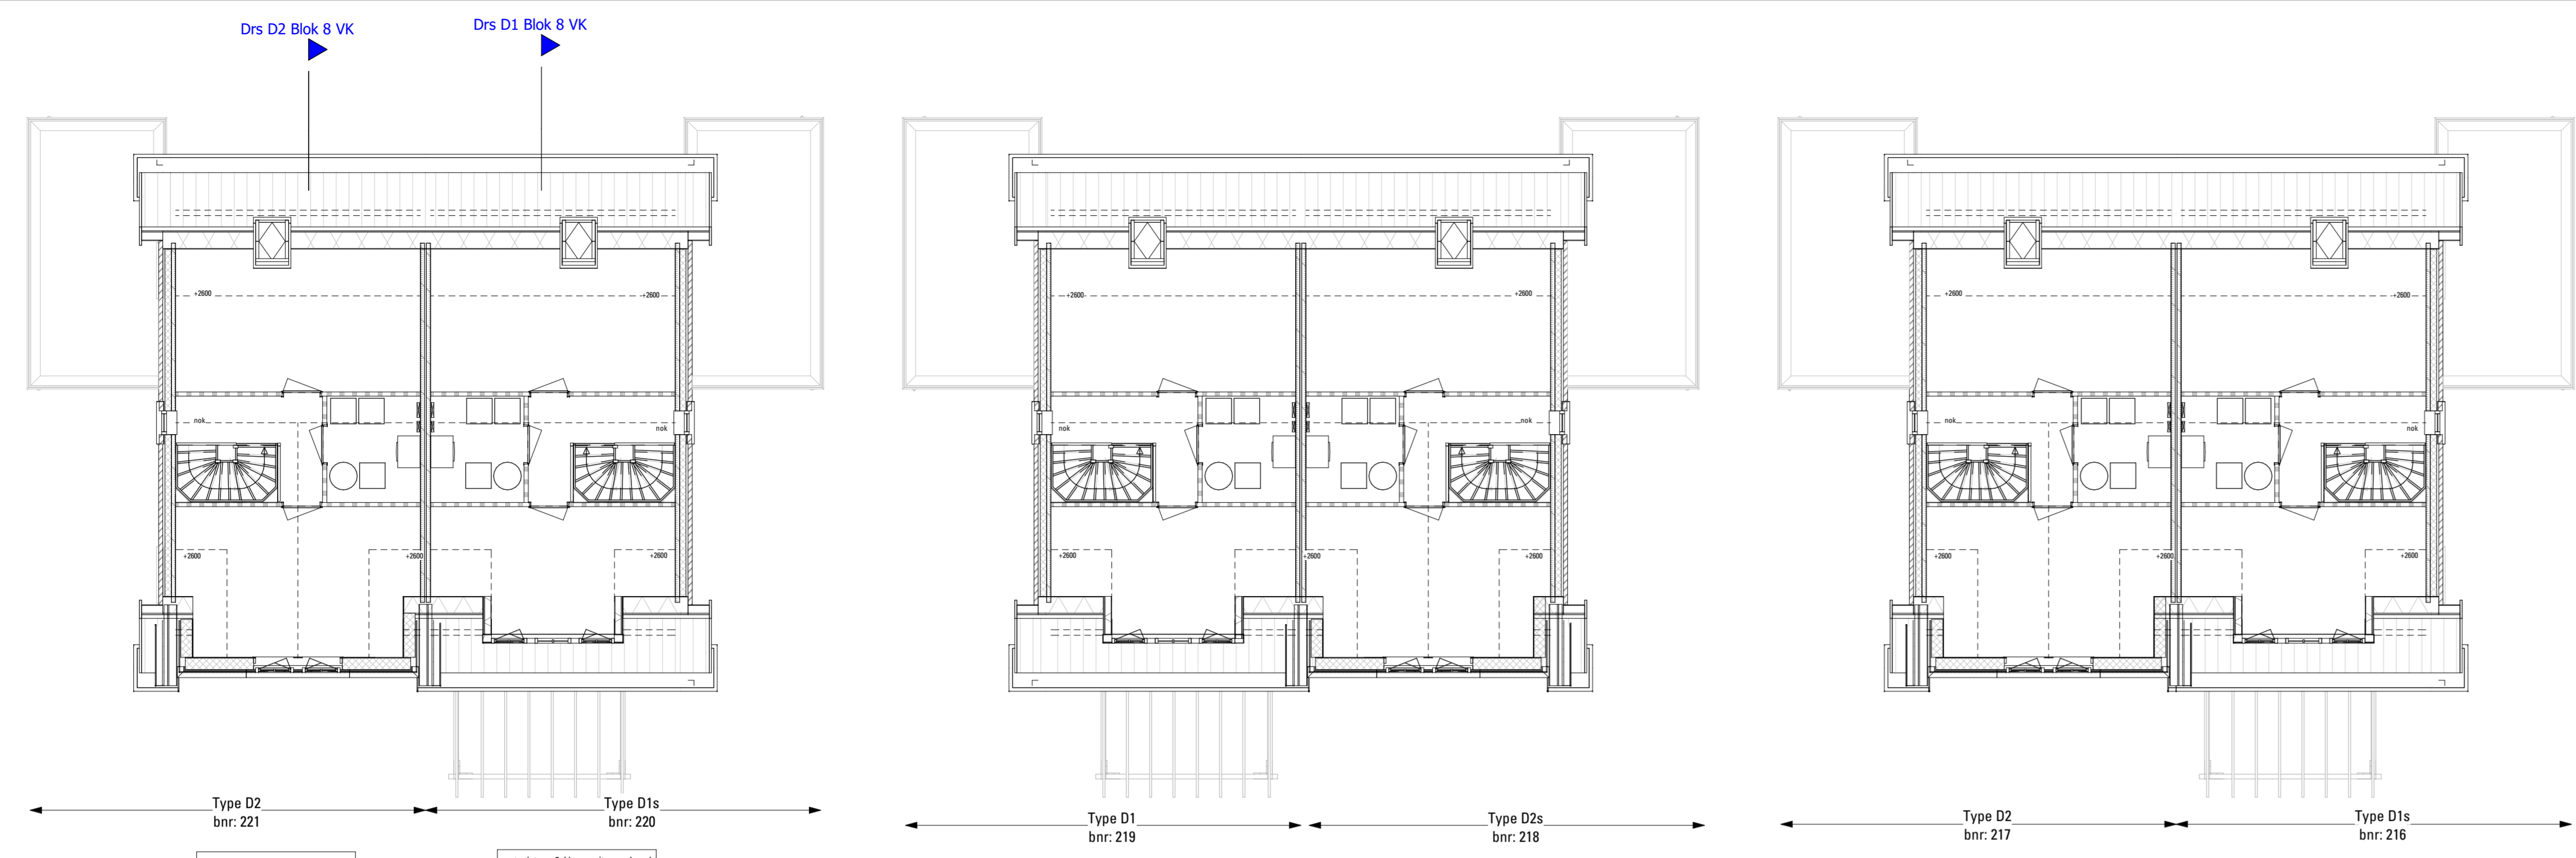 Drs D2 Blok 8 VK
Drs D1 Blok 8 VK
+2600
+2600
+2600
+2600
+2600
+2600
nok
nok
nok
nok
nok
nok
+2600
+2600
+2600
+2600
+2600
+2600
+2600
+2600
+2600
Type D2
bnr: 221
Type D1s
bnr: 220
Type D1
bnr: 219
Type D2s
bnr: 218
Type D2
bnr: 217
Type D1s
bnr: 216